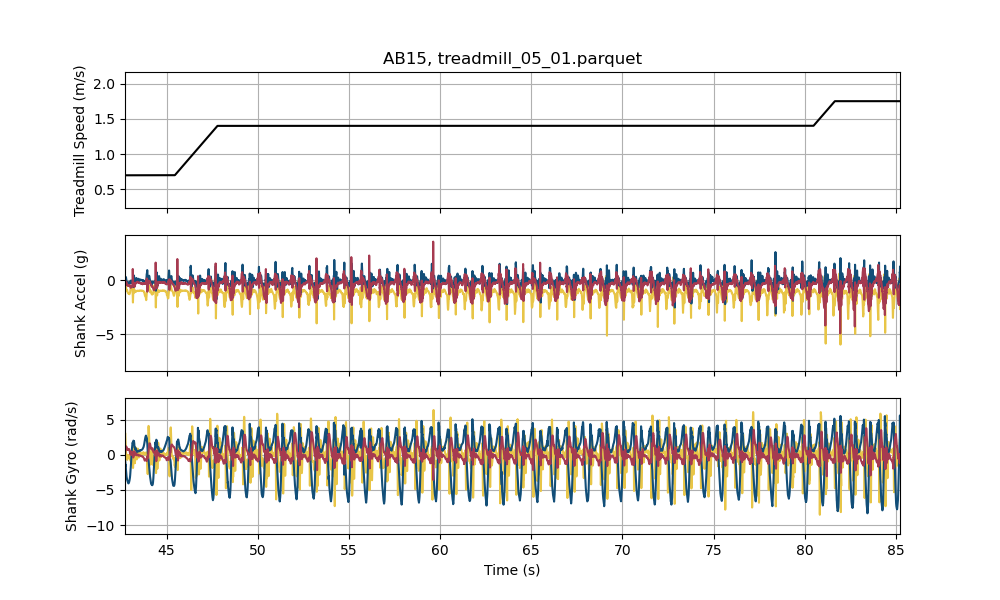 AB15, treadmill_05_01.parquet
Treadmill Speed (m/s)
2.0
1.5
1.0
0.5
Shank Accel (g)
0
−5
Shank Gyro (rad/s)
5
0
−5
−10
45 50 55 60 65 70 75 80 85
Time (s)